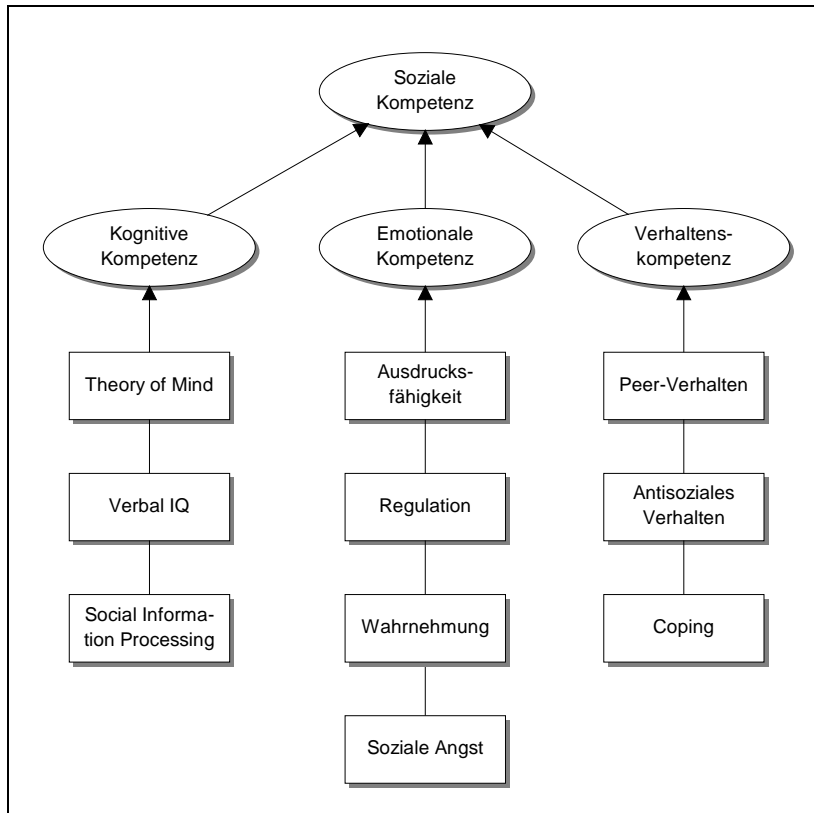 Soziale
Kompetenz
Kognitive
Kompetenz
Emotionale
Kompetenz
Verhaltens-
kompetenz
Theory of Mind
Ausdrucks-
fähigkeit
Peer-Verhalten
Verbal IQ
Regulation
Antisoziales
Verhalten
Social Informa-
tion Processing
Wahrnehmung
Coping
Soziale Angst